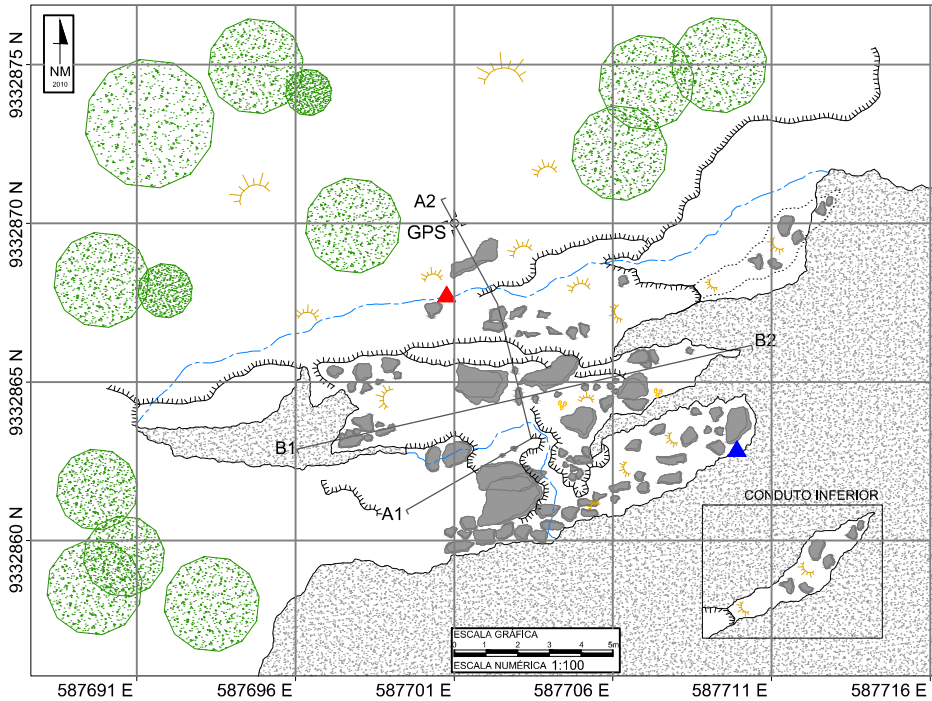 NM
2010
9332875 N
9332870 N
9332865 N
9332860 N
A2
GPS
B2
B1
A1
CONDUTO INFERIOR
ESCALA GRÁFICA
0 1 2 3 4 5m
ESCALA NUMÉRICA 1:100
587691 E 587696 E 587701 E 587706 E 587711 E 587716 E